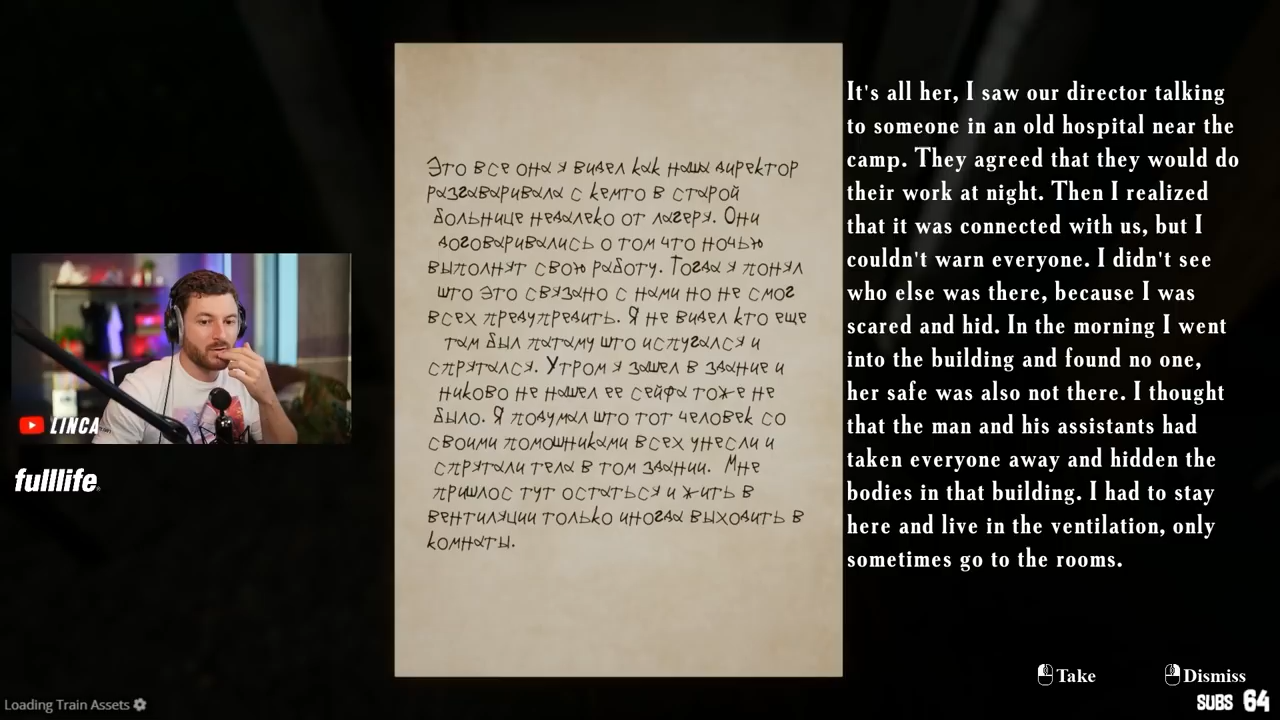 Это все она я видел как наша директор
разгаваривала с кемто в старой
больнице недалеко от лагеря. Они
договаривались о том что ночью
выполнят свою работу. Тогда я понял
што это связано с нами но не смог
всех предупредить. Я не видел кто еще
там был патаму што испугался и
спрятался. Утром я зашел в здание и
никово не нашел ее сейфа тоже не
было. Я подумал што тот человек со
своими помошниками всех унесли и
спрятали тела в том здании. Мне
пришлос тут остаться и жить в
вентиляции только иногда выходить в
комнаты.
It's all her, I saw our director talking
to someone in an old hospital near the
camp. They agreed that they would do
their work at night. Then I realized
that it was connected with us, but I
couldn't warn everyone. I didn't see
who else was there, because I was
scared and hid. In the morning I went
into the building and found no one,
her safe was also not there. I thought
that the man and his assistants had
taken everyone away and hidden the
bodies in that building. I had to stay
here and live in the ventilation, only
sometimes go to the rooms.
LINCA
fulllife
Take Dismiss
Loading Train Assets
SUBS 64